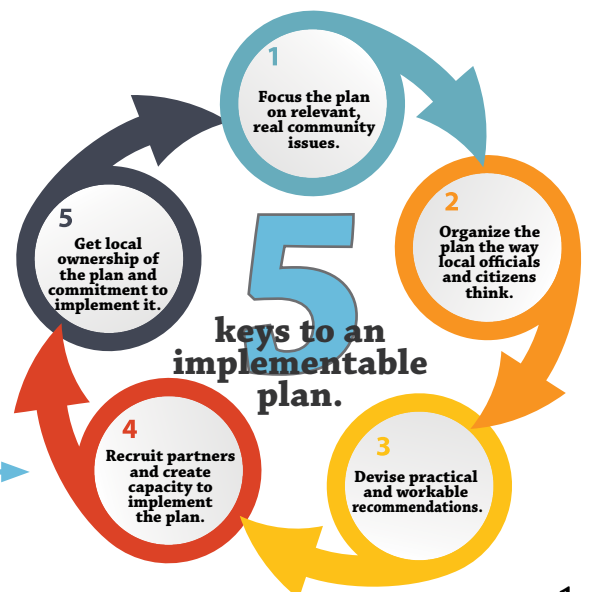 1
Focus the plan
on relevant,
real community
issues.
2
Organize the
plan the way
local officials
and citizens
think.
3
Devise practical
and workable
recommendations.
4
Recruit partners
and create
capacity to
implement
the plan.
5
Get local
ownership of
the plan and
commitment to
implement it.
5
keys to an
implementable
plan.